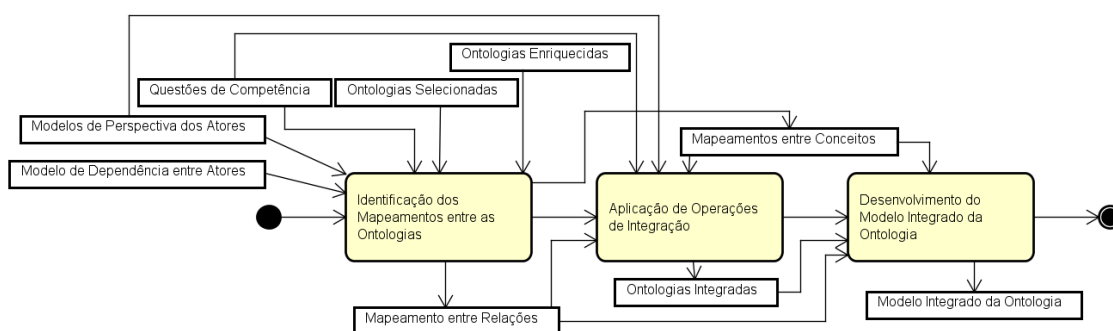 Ontologias Enriquecidas
Questões de Competência
Ontologias Selecionadas
Modelos de Perspectiva dos Atores
Mapeamentos entre Conceitos
Modelo de Dependência entre Atores
Identificação dos
Mapeamentos entre as
Ontologias
Aplicação de Operações
de Integração
Desenvolvimento do
Modelo Integrado da
Ontologia
Ontologias Integradas
Modelo Integrado da Ontologia
Mapeamento entre Relações